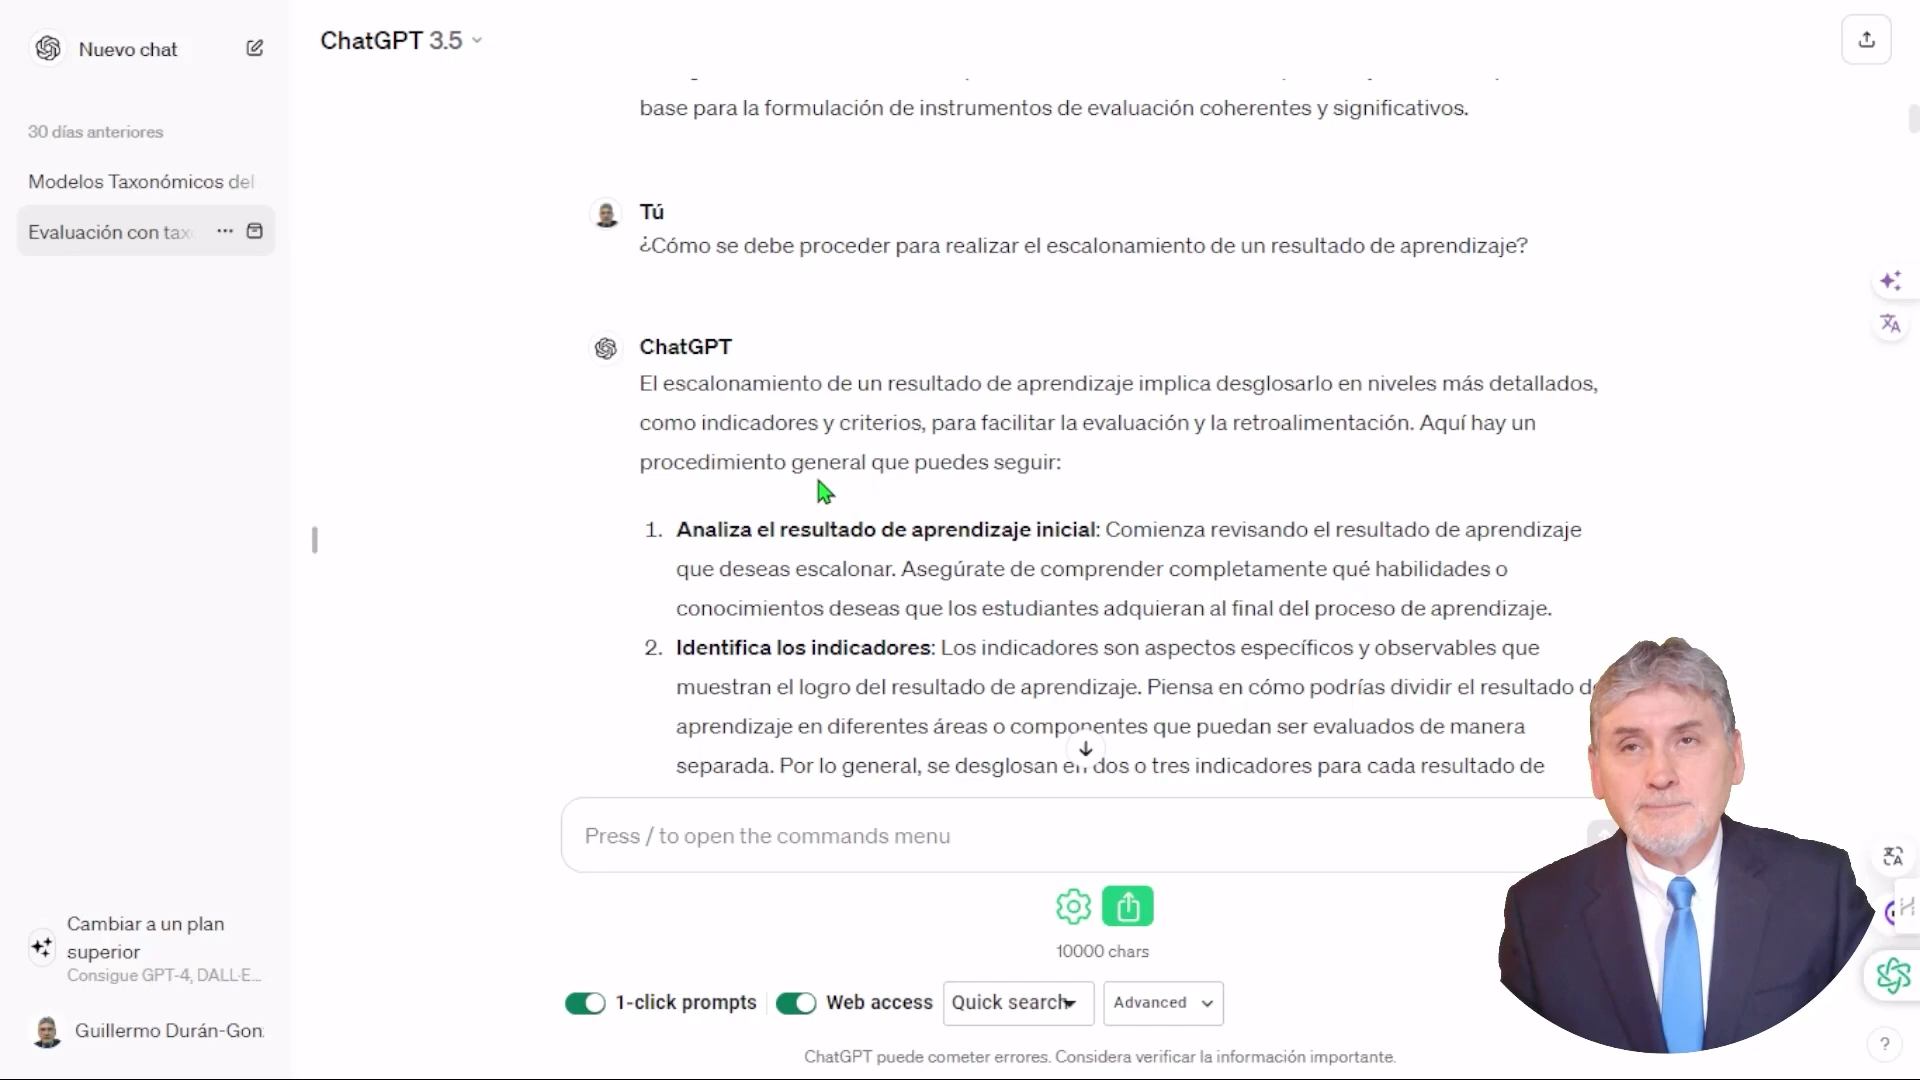 Nuevo chat
ChatGPT 3.5
30 días anteriores
Modelos Taxonómicos del
Evaluación con tax
base para la formulación de instrumentos de evaluación coherentes y significativos.
Tú
¿Cómo se debe proceder para realizar el escalonamiento de un resultado de aprendizaje?
ChatGPT
El escalonamiento de un resultado de aprendizaje implica desglosarlo en niveles más detallados,
como indicadores y criterios, para facilitar la evaluación y la retroalimentación. Aquí hay un
procedimiento general que puedes seguir:
1. Analiza el resultado de aprendizaje inicial: Comienza revisando el resultado de aprendizaje
que deseas escalonar. Asegúrate de comprender completamente qué habilidades o
conocimientos deseas que los estudiantes adquieran al final del proceso de aprendizaje.
2. Identifica los indicadores: Los indicadores son aspectos específicos y observables que
muestran el logro del resultado de aprendizaje. Piensa en cómo podrías dividir el resultado de
aprendizaje en diferentes áreas o componentes que puedan ser evaluados de manera
separada. Por lo general, se desglosan en dos o tres indicadores para cada resultado de
Press / to open the commands menu
10000 chars
1-click prompts
Web access
Quick search
Advanced
ChatGPT puede cometer errores. Considera verificar la información importante.
Cambiar a un plan
superior
Consigue GPT-4, DALL·E...
Guillermo Durán-Gon
?